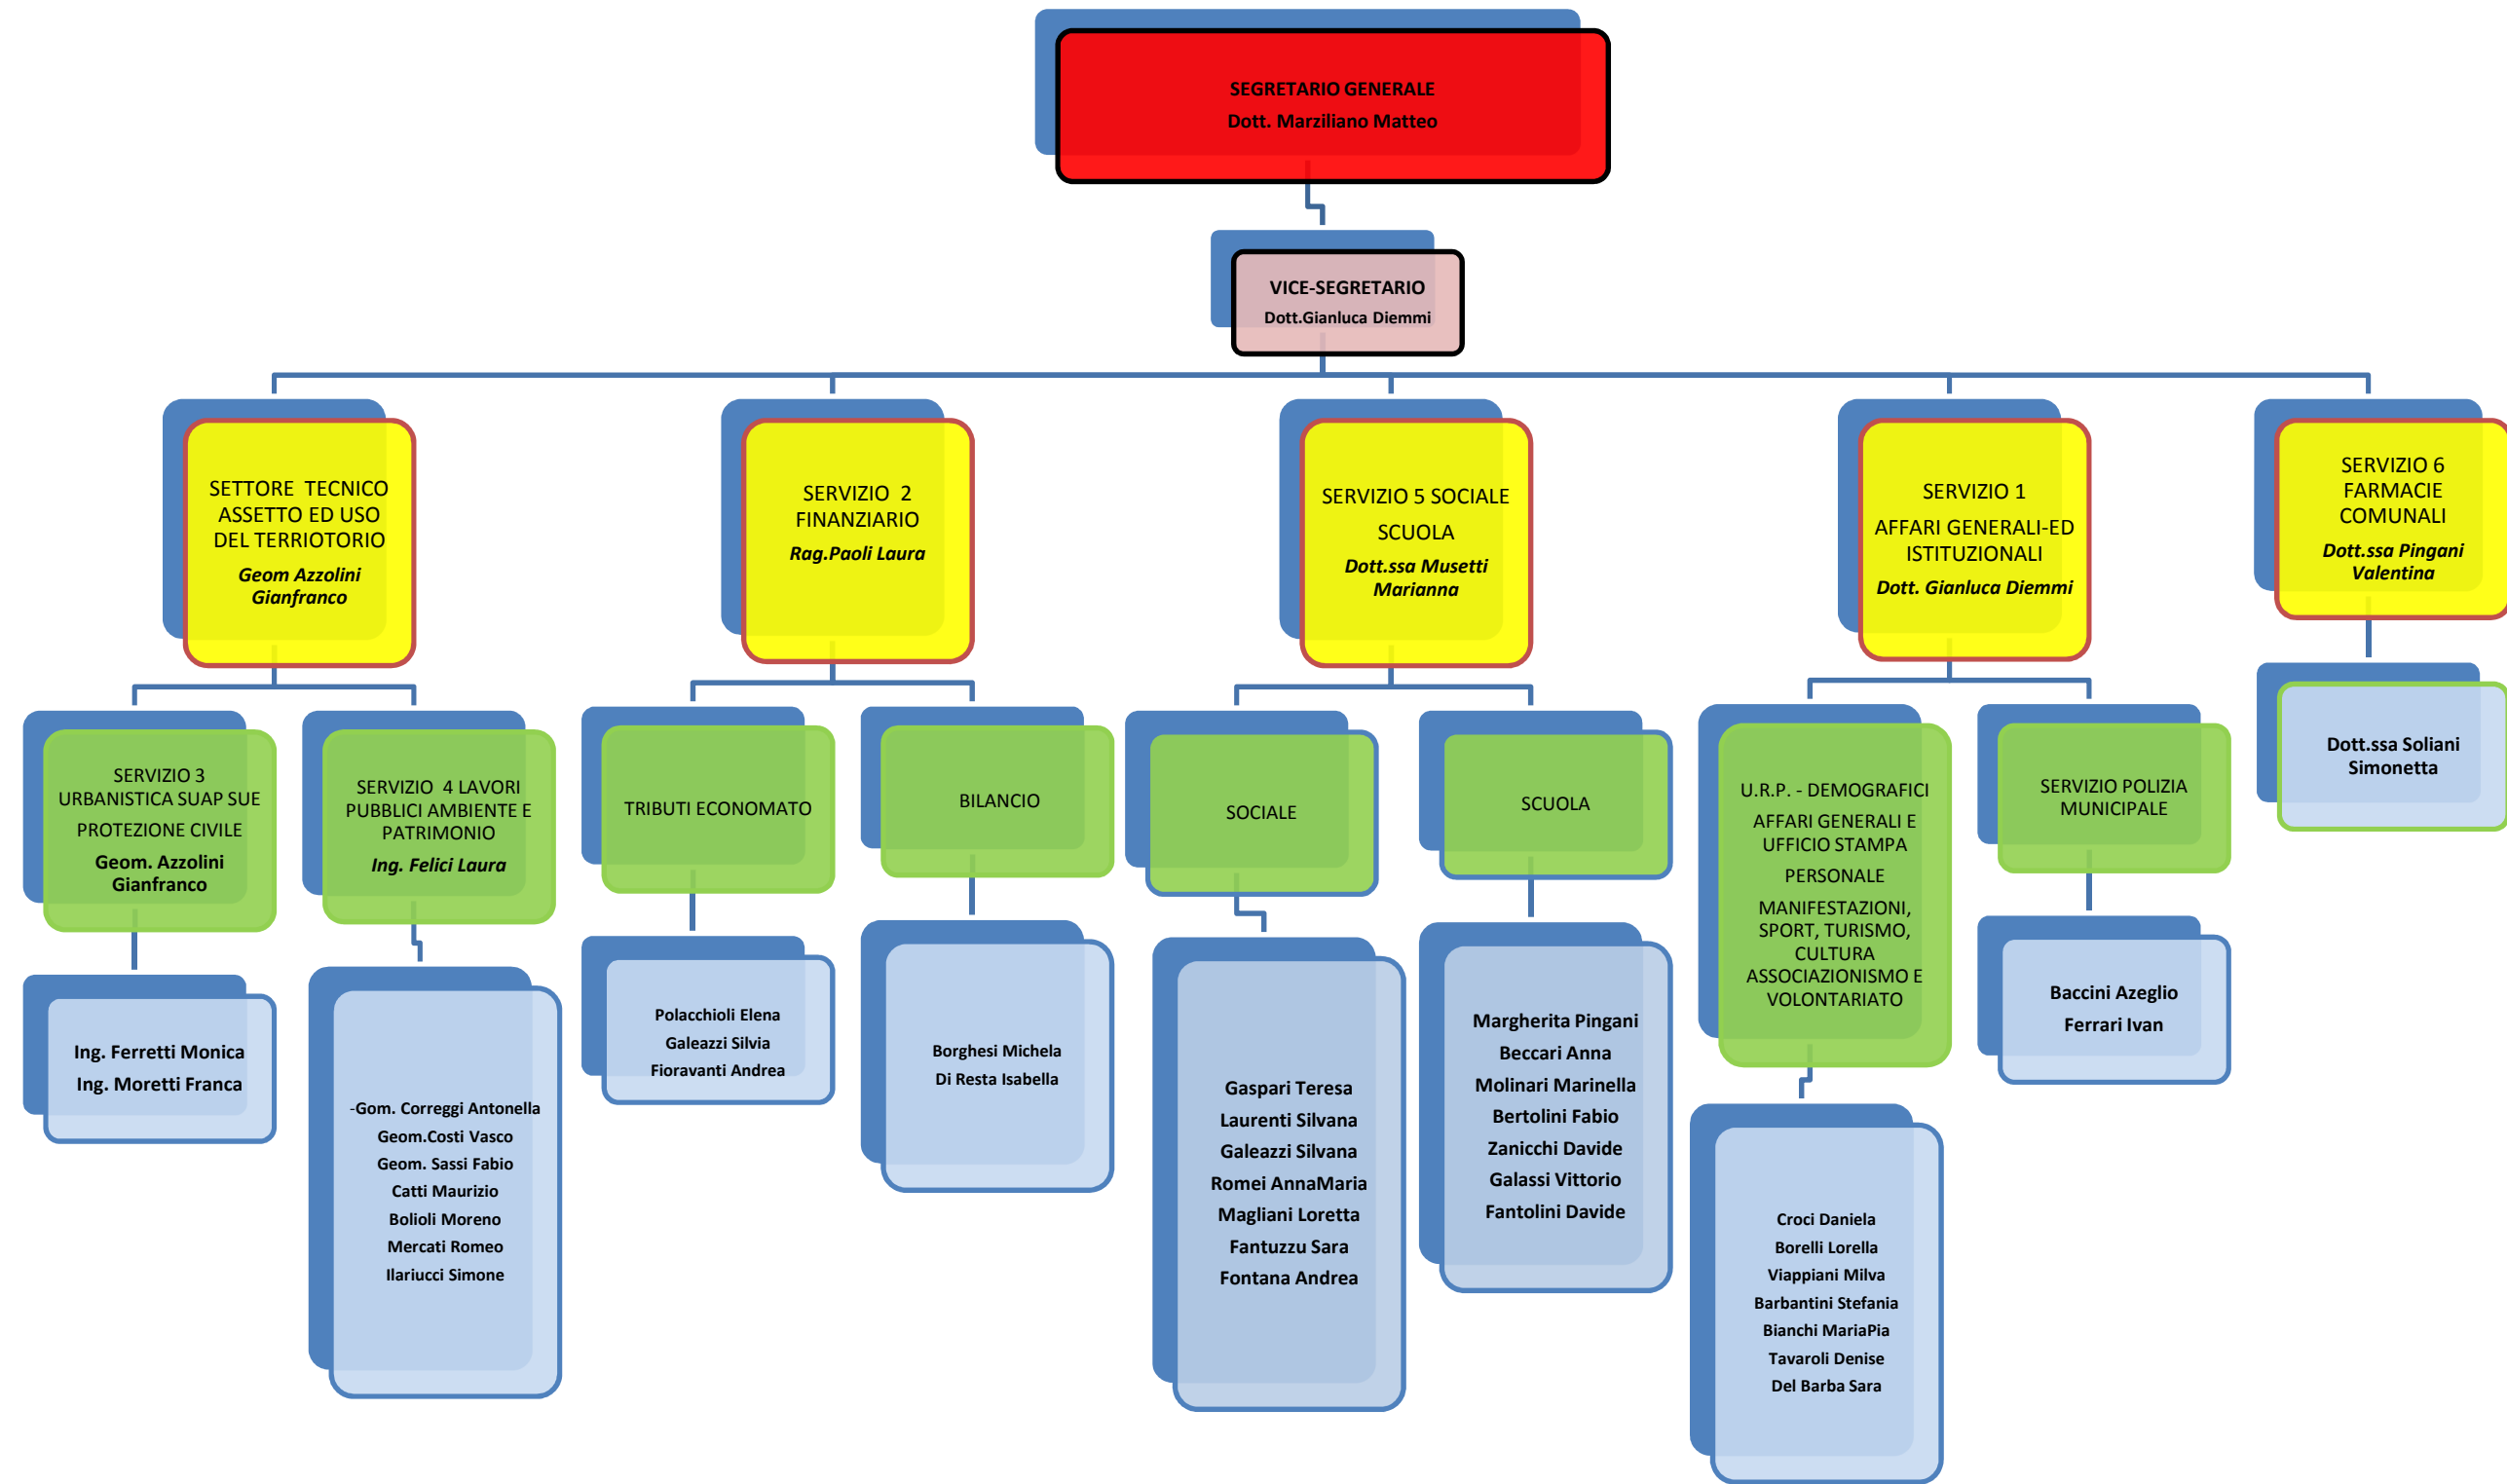 SEGRETARIO GENERALE
Dott. Marziliano Matteo
VICE-SEGRETARIO
Dott.Gianluca Diemmi
SETTORE TECNICO
ASSETTO ED USO
DEL TERRIOTORIO
Geom Azzolini
Gianfranco
SERVIZIO 2
FINANZIARIO
Rag.Paoli Laura
SERVIZIO 5 SOCIALE
SCUOLA
Dott.ssa Musetti
Marianna
SERVIZIO 1
AFFARI GENERALI-ED
ISTITUZIONALI
Dott. Gianluca Diemmi
SERVIZIO 6
FARMACIE
COMUNALI
Dott.ssa Pingani
Valentina
SERVIZIO 3
URBANISTICA SUAP SUE
PROTEZIONE CIVILE
Geom. Azzolini
Gianfranco
SERVIZIO 4 LAVORI
PUBBLICI AMBIENTE E
PATRIMONIO
Ing. Felici Laura
TRIBUTI ECONOMATO
BILANCIO
SOCIALE
SCUOLA
U.R.P. - DEMOGRAFICI
AFFARI GENERALI E
UFFICIO STAMPA
PERSONALE
MANIFESTAZIONI,
SPORT, TURISMO,
CULTURA
ASSOCIAZIONISMO E
VOLONTARIATO
SERVIZIO POLIZIA
MUNICIPALE
Dott.ssa Soliani
Simonetta
Ing. Ferretti Monica
Ing. Moretti Franca
-Gom. Correggi Antonella
Geom.Costi Vasco
Geom. Sassi Fabio
Catti Maurizio
Bolioli Moreno
Mercati Romeo
Ilariucci Simone
Polacchioli Elena
Galeazzi Silvia
Fioravanti Andrea
Borghesi Michela
Di Resta Isabella
Gaspari Teresa
Laurenti Silvana
Galeazzi Silvana
Romei AnnaMaria
Magliani Loretta
Fantuzzu Sara
Fontana Andrea
Margherita Pingani
Beccari Anna
Molinari Marinella
Bertolini Fabio
Zanicchi Davide
Galassi Vittorio
Fantolini Davide
Croci Daniela
Borelli Lorella
Viappiani Milva
Barbantini Stefania
Bianchi MariaPia
Tavaroli Denise
Del Barba Sara
Baccini Azeglio
Ferrari Ivan